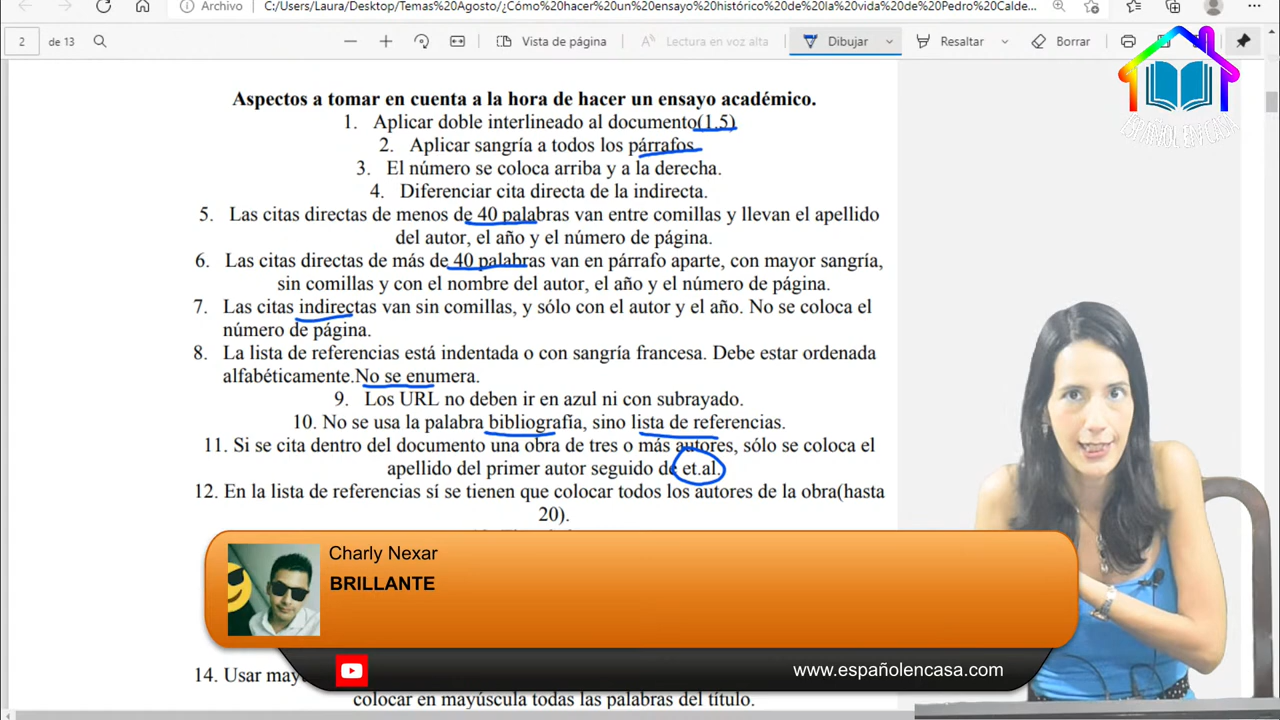 Archivo C:/Users/Laura/Desktop/Temas%20Agosto/¿Cómo%20hacer%20un%20ensayo%20histórico%20de%20la%20vida%20de%20Pedro%20Calde...
2 de 13 Vista de página Lectura en voz alta Dibujar Resaltar Borrar
ESPAÑOL EN CASA
Aspectos a tomar en cuenta a la hora de hacer un ensayo académico.
1. Aplicar doble interlineado al documento(1.5)
2. Aplicar sangría a todos los párrafos.
3. El número se coloca arriba y a la derecha.
4. Diferenciar cita directa de la indirecta.
5. Las citas directas de menos de 40 palabras van entre comillas y llevan el apellido
del autor, el año y el número de página.
6. Las citas directas de más de 40 palabras van en párrafo aparte, con mayor sangría,
sin comillas y con el nombre del autor, el año y el número de página.
7. Las citas indirectas van sin comillas, y sólo con el autor y el año. No se coloca el
número de página.
8. La lista de referencias está indentada o con sangría francesa. Debe estar ordenada
alfabéticamente.No se enumera.
9. Los URL no deben ir en azul ni con subrayado.
10. No se usa la palabra bibliografía, sino lista de referencias.
11. Si se cita dentro del documento una obra de tres o más autores, sólo se coloca el
apellido del primer autor seguido de et.al.
12. En la lista de referencias sí se tienen que colocar todos los autores de la obra(hasta
20).
Charly Nexar
BRILLANTE
www.españolencasa.com
14. Usar
colocar en mayúscula todas las palabras del título.